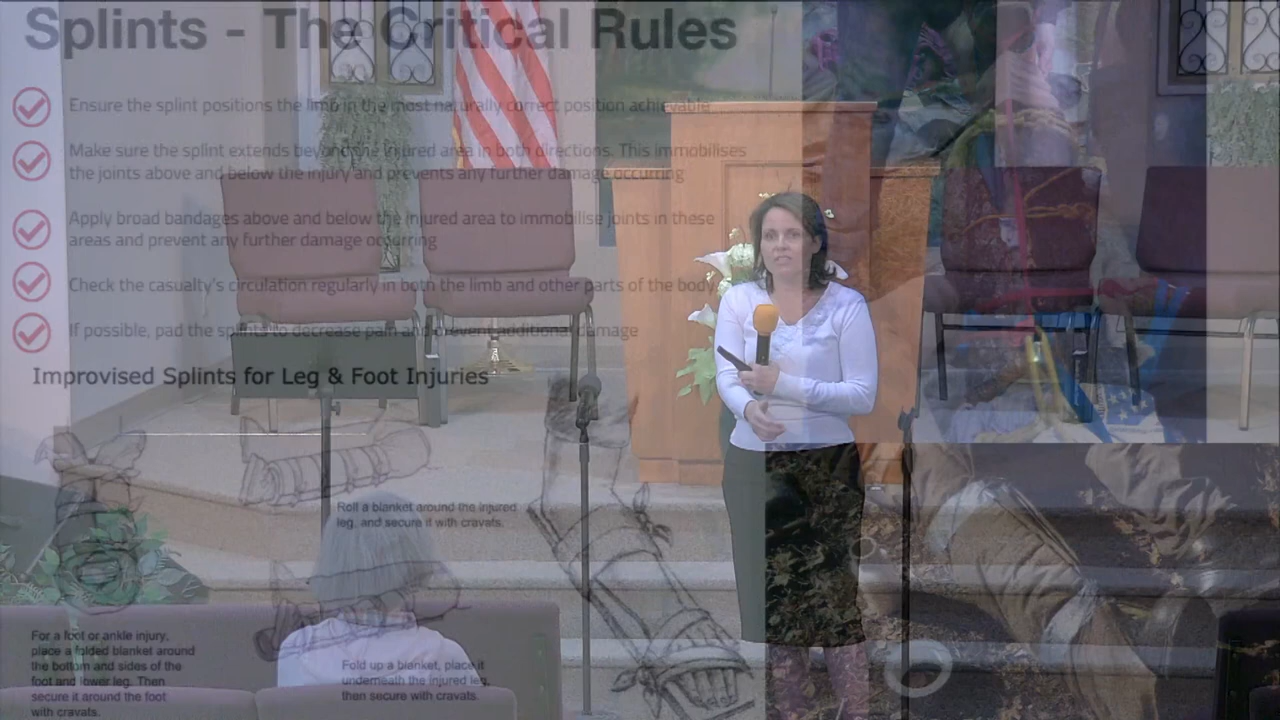 Splints - The Critical Rules
Ensure the splint positions the limb in the most naturally correct position achievable
Make sure the splint extends beyond the injured area in both directions. This immobilises
the joints above and below the injury and prevents any further damage occurring
Apply broad bandages above and below the injured area to immobilise joints in these
areas and prevent any further damage occurring
Check the casualty's circulation regularly in both the limb and other parts of the body
If possible, pad the splints to decrease pain and prevent additional damage
Improvised Splints for Leg & Foot Injuries
Roll a blanket around the injured
leg, and secure it with cravats.
For a foot or ankle injury,
place a folded blanket around
the bottom and sides of the
foot and lower leg. Then
secure it around the foot
with cravats.
Fold up a blanket, place it
underneath the injured leg,
then secure with cravats.